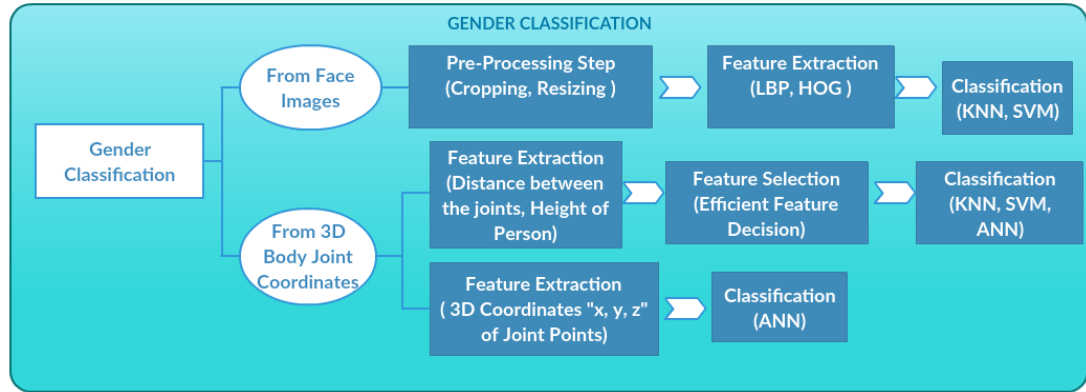 GENDER CLASSIFICATION
Gender
Classification
From Face
Images
Pre-Processing Step
(Cropping, Resizing )
Feature Extraction
(LBP, HOG )
Classification
(KNN, SVM)
From 3D
Body Joint
Coordinates
Feature Extraction
(Distance between
the joints, Height of
Person)
Feature Selection
(Efficient Feature
Decision)
Classification
(KNN, SVM,
ANN)
Feature Extraction
( 3D Coordinates "x, y, z"
of Joint Points)
Classification
(ANN)